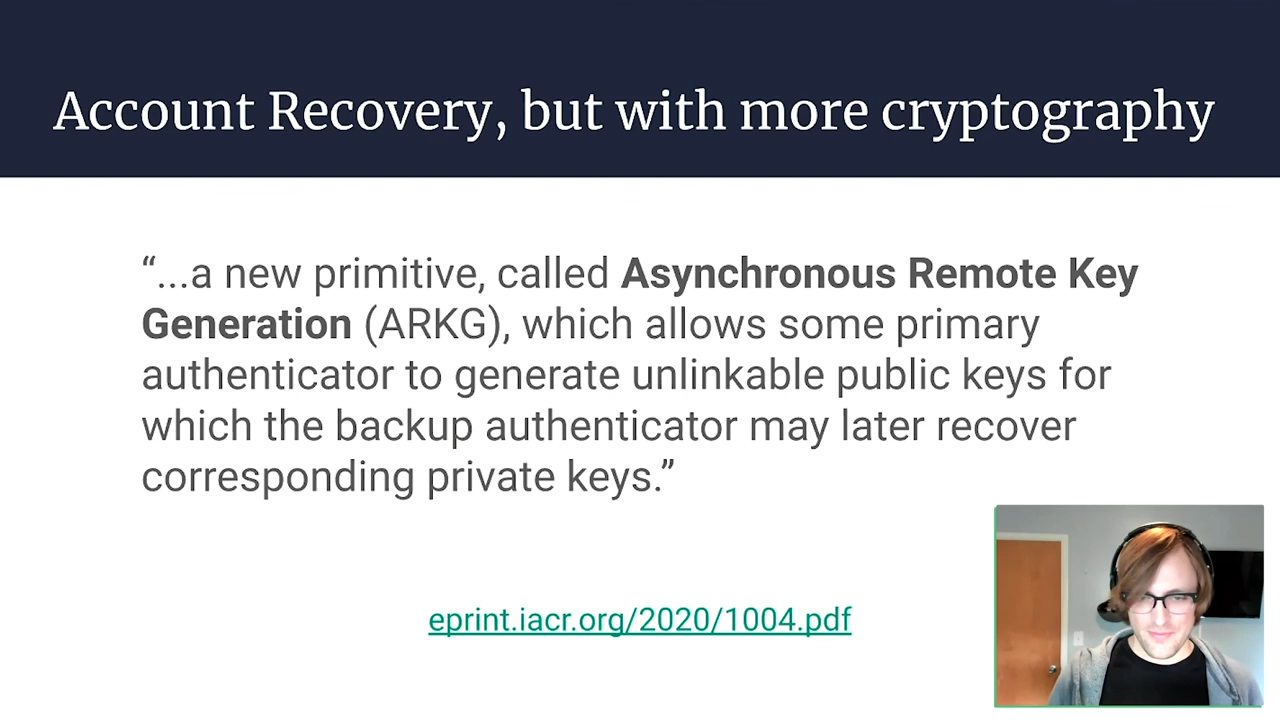 Account Recovery, but with more cryptography
“...a new primitive, called Asynchronous Remote Key
Generation (ARKG), which allows some primary
authenticator to generate unlinkable public keys for
which the backup authenticator may later recover
corresponding private keys.”
eprint.iacr.org/2020/1004.pdf